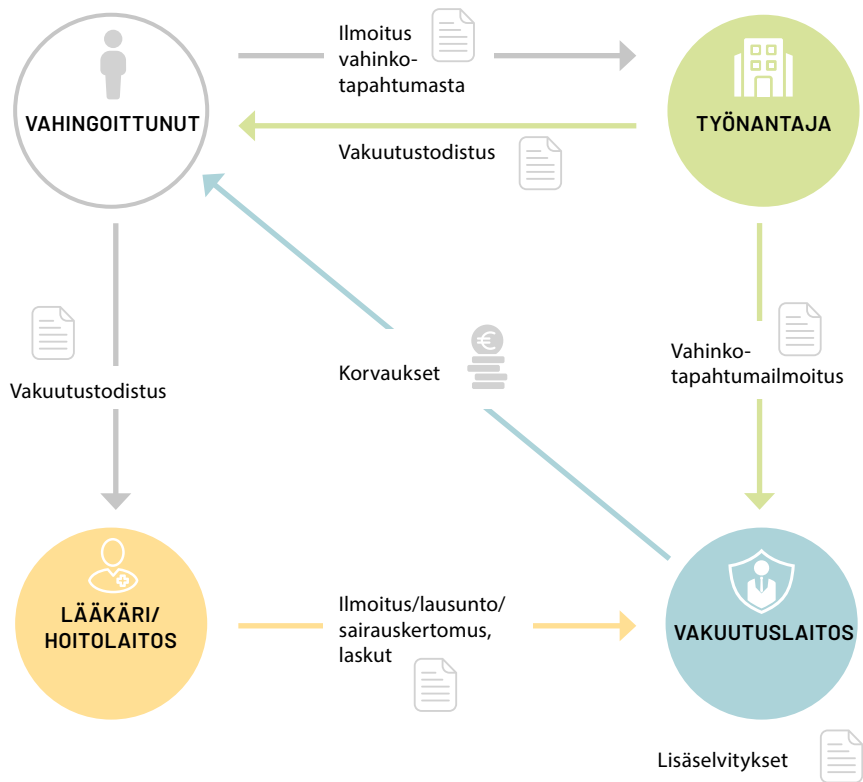 Ilmoitus
vahinko-
tapahtumasta
VAHINGOITTUNUT
TYÖNANTAJA
Vakuutustodistus
Vakuutustodistus
Korvaukset
€
Vahinko-
tapahtumailmoitus
LÄÄKÄRI/
HOITOLAITOS
Ilmoitus/lausunto/
sairauskertomus,
laskut
VAKUUTUSLAITOS
Lisäselvitykset